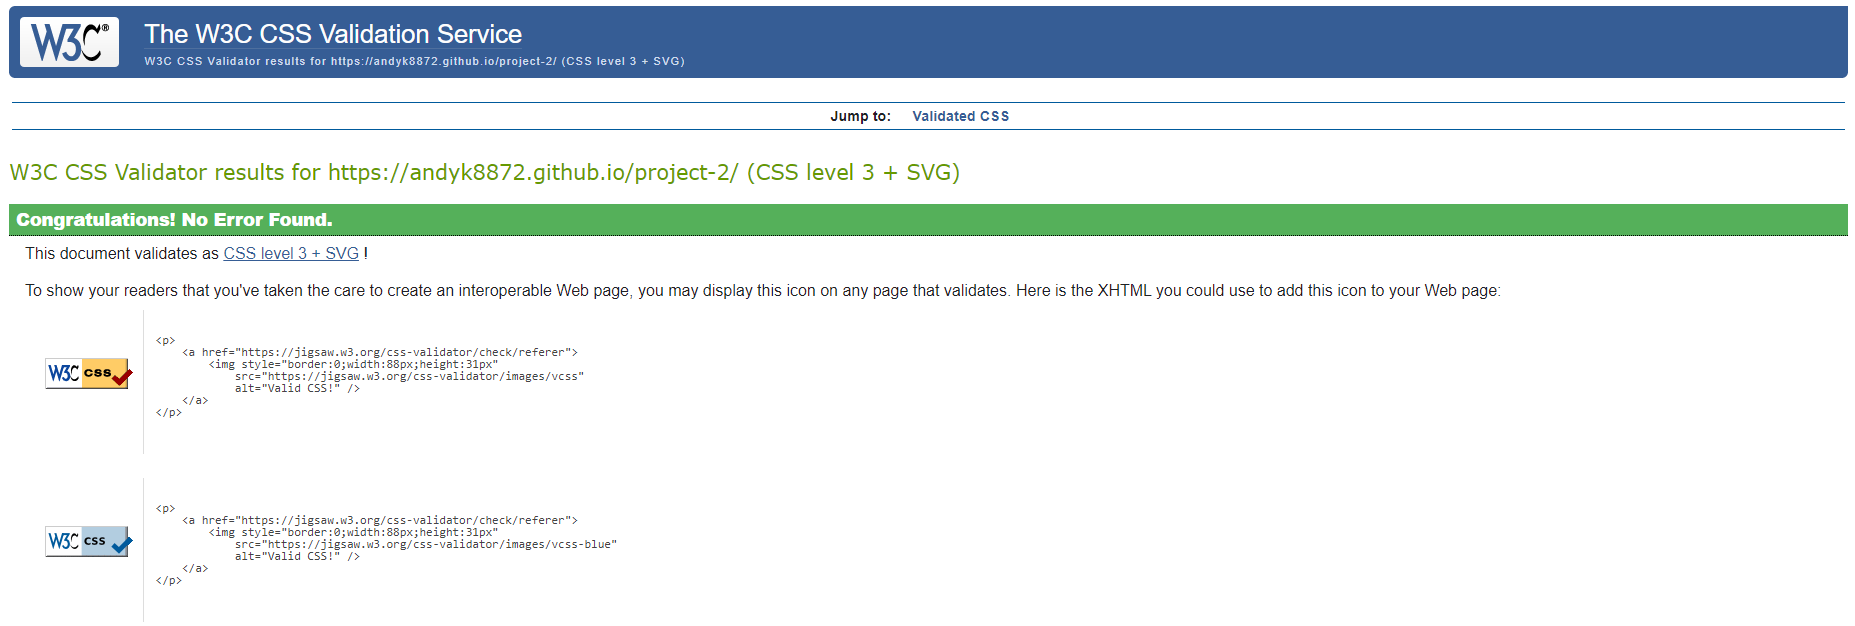 W3C®
The W3C CSS Validation Service
W3C CSS Validator results for https://andyk8872.github.io/project-2/ (CSS level 3 + SVG)
Jump to: Validated CSS
W3C CSS Validator results for https://andyk8872.github.io/project-2/ (CSS level 3 + SVG)
Congratulations! No Error Found.
This document validates as CSS level 3 + SVG !
To show your readers that you've taken the care to create an interoperable Web page, you may display this icon on any page that validates. Here is the XHTML you could use to add this icon to your Web page:
W3C css
<p>
<a href="https://jigsaw.w3.org/css-validator/check/referer">
<img style="border:0;width:88px;height:31px"
src="https://jigsaw.w3.org/css-validator/images/vcss"
alt="Valid CSS!" />
</a>
</p>
W3C css
<p>
<a href="https://jigsaw.w3.org/css-validator/check/referer">
<img style="border:0;width:88px;height:31px"
src="https://jigsaw.w3.org/css-validator/images/vcss-blue"
alt="Valid CSS!" />
</a>
</p>